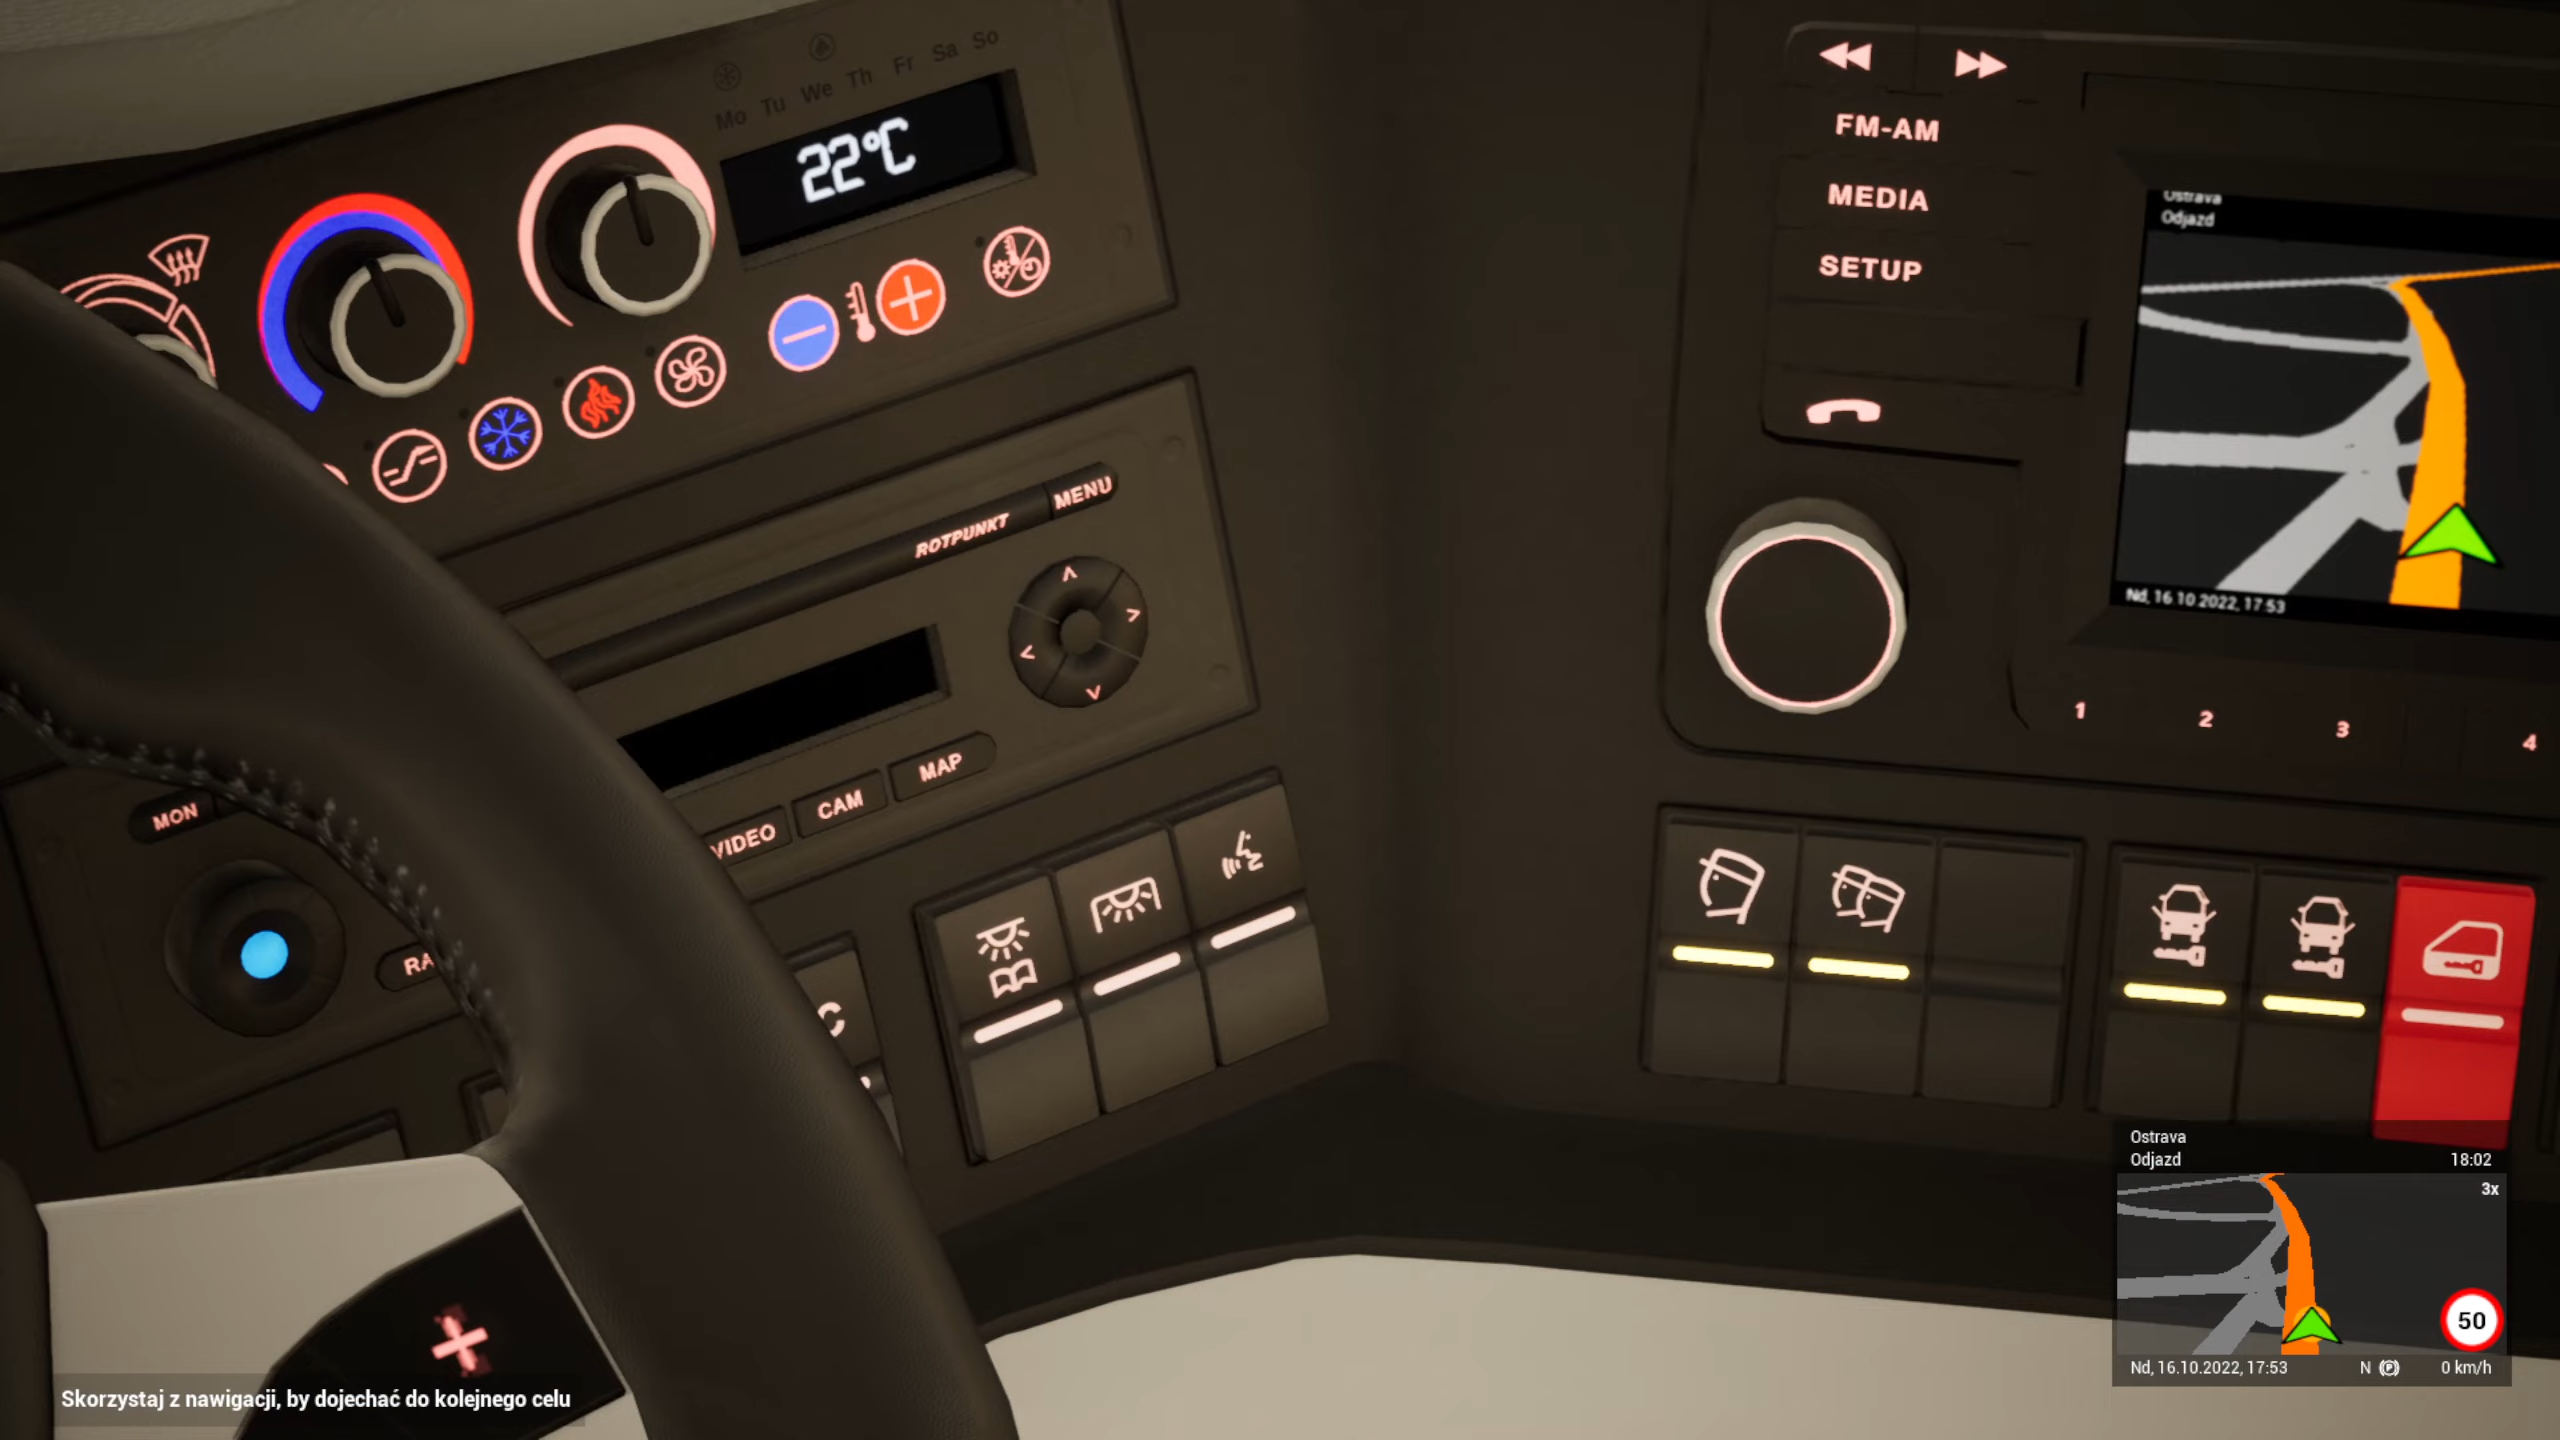 Mo Tu We Th Fr Sa So
22°C
ROTPUNKT
MENU
VIDEO
CAM
MAP
MON
FM-AM
MEDIA
SETUP
Ostrava
Odjazd
Nd, 16.10.2022, 17:53
1 2 3 4
Ostrava
Odjazd 18:02
3x
50
Nd, 16.10.2022, 17:53 N P 0 km/h
Skorzystaj z nawigacji, by dojechać do kolejnego celu